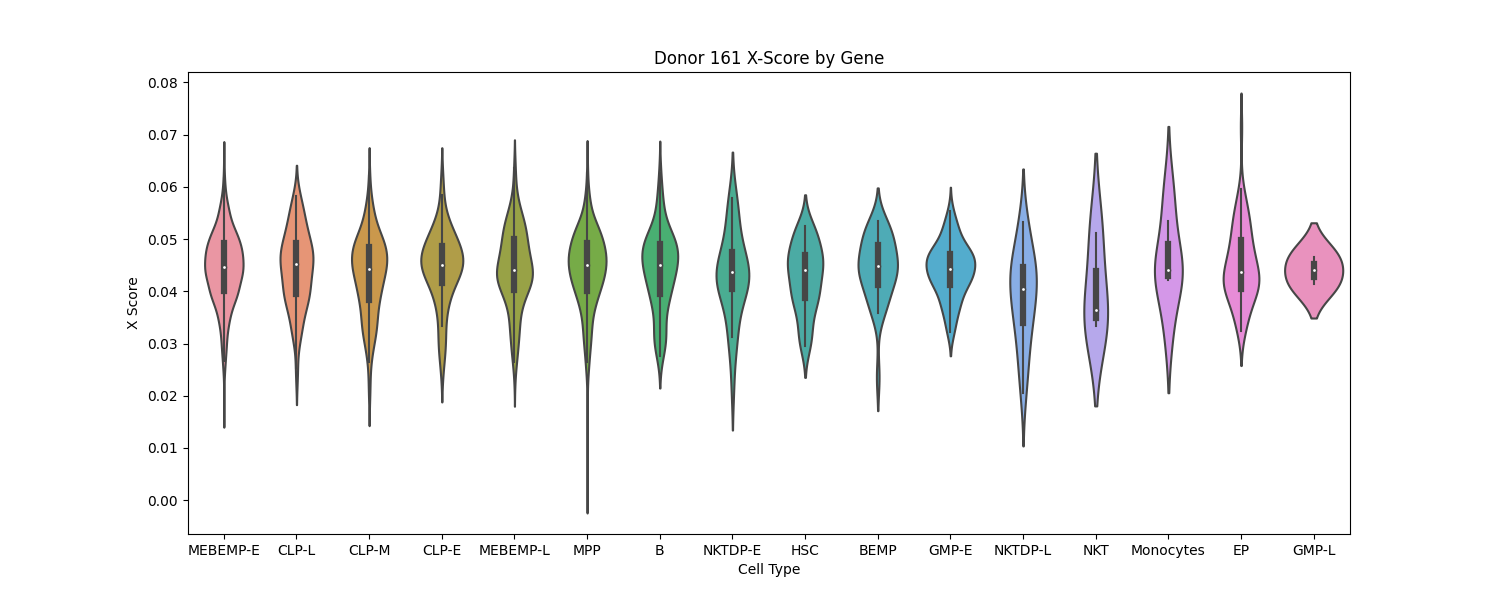 Donor 161 X-Score by Gene
0.08
0.07
0.06
0.05
0.04
0.03
0.02
0.01
0.00
X Score
MEBEMP-E CLP-L CLP-M CLP-E MEBEMP-L MPP B NKTDP-E HSC BEMP GMP-E NKTDP-L NKT Monocytes EP GMP-L
Cell Type